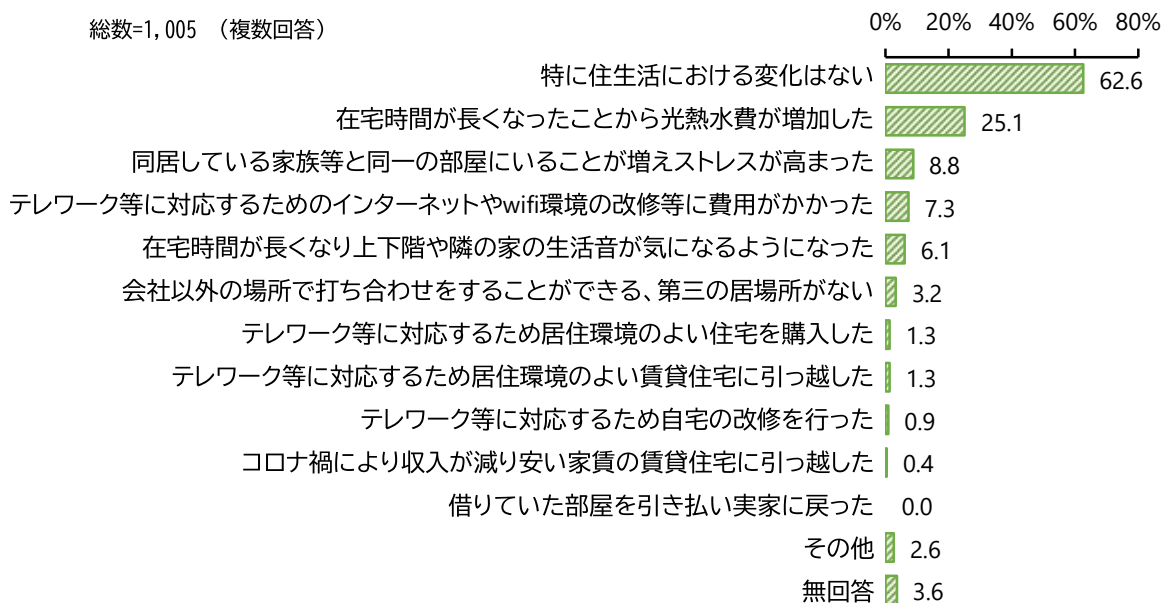 総数=1,005 （複数回答）
0% 20% 40% 60% 80%
特に住生活における変化はない 62.6
在宅時間が長くなったことから光熱水費が増加した 25.1
同居している家族等と同一の部屋にいることが増えストレスが高まった 8.8
テレワーク等に対応するためのインターネットやwifi環境の改修等に費用がかかった 7.3
在宅時間が長くなり上下階や隣の家の生活音が気になるようになった 6.1
会社以外の場所で打ち合わせをすることができる、第三の居場所がない 3.2
テレワーク等に対応するため居住環境のよい住宅を購入した 1.3
テレワーク等に対応するため居住環境のよい賃貸住宅に引っ越した 1.3
テレワーク等に対応するため自宅の改修を行った 0.9
コロナ禍により収入が減り安い家賃の賃貸住宅に引っ越した 0.4
借りていた部屋を引き払い実家に戻った 0.0
その他 2.6
無回答 3.6